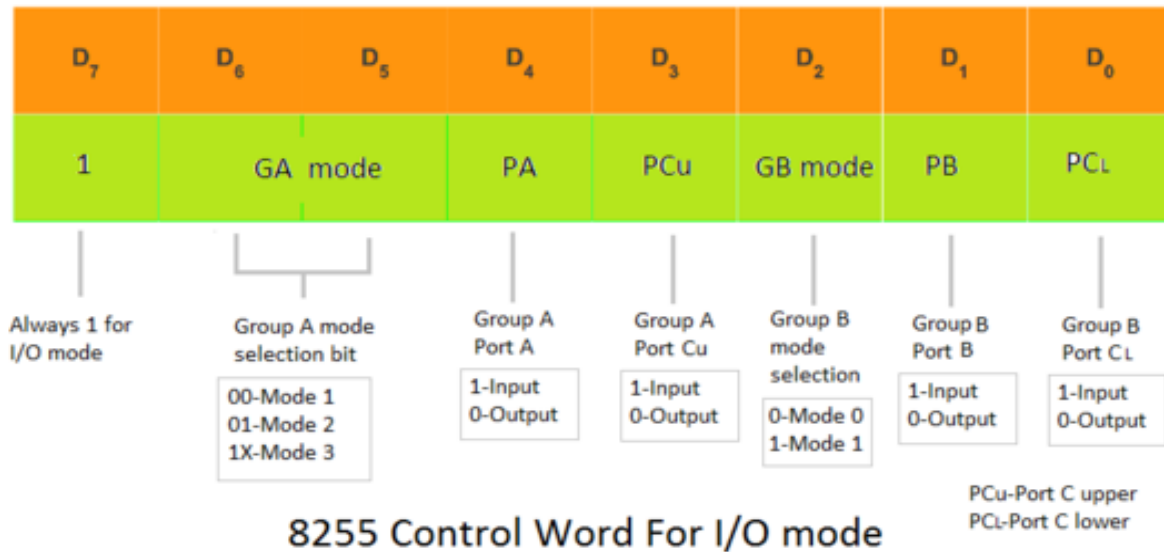 D7 D6 D5 D4 D3 D2 D1 D0
1 GA mode PA PCu GB mode PB PCL
Always 1 for
I/O mode
Group A mode
selection bit
00-Mode 1
01-Mode 2
1X-Mode 3
Group A
Port A
1-Input
0-Output
Group A
Port Cu
1-Input
0-Output
Group B
mode
selection
0-Mode 0
1-Mode 1
Group B
Port B
1-Input
0-Output
Group B
Port CL
1-Input
0-Output
PCu-Port C upper
PCL-Port C lower
8255 Control Word For I/O mode